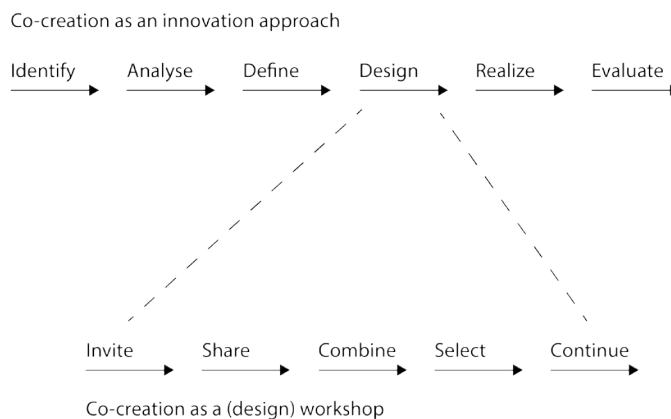 Co-creation as an innovation approach
Identify Analyse Define Design Realize Evaluate
Invite Share Combine Select Continue
Co-creation as a (design) workshop